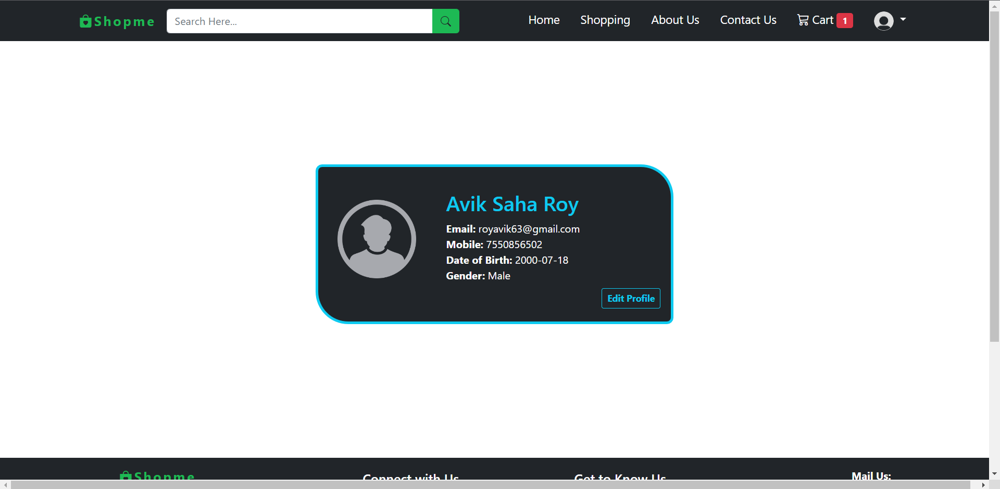 Shopme
Search Here...
Home
Shopping
About Us
Contact Us
Cart 1
Avik Saha Roy
Email: royavik63@gmail.com
Mobile: 7550856502
Date of Birth: 2000-07-18
Gender: Male
Edit Profile
Shopme
Connect with Us
Get to Know Us
Mail Us: